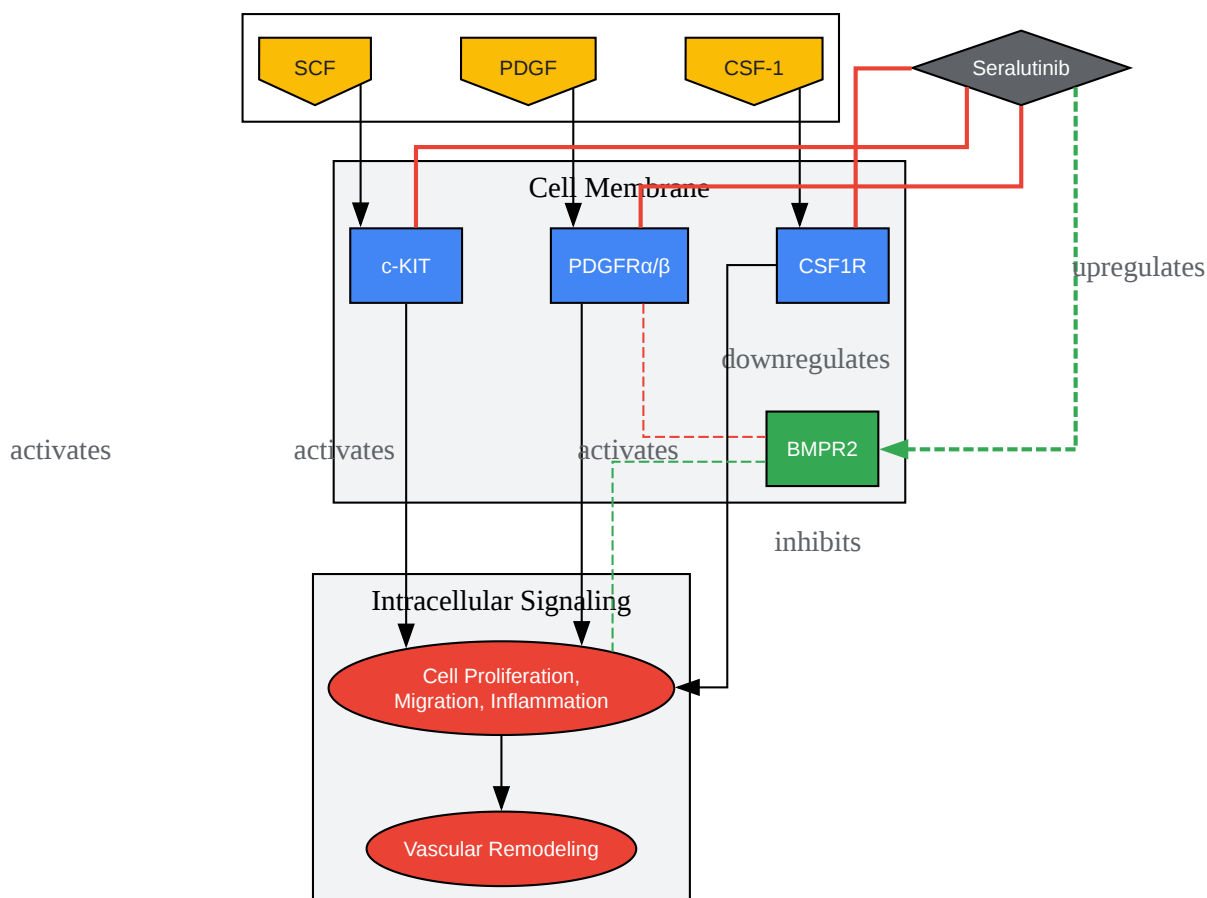 SCF
PDGF
CSF-1
Seralutinib
Cell Membrane
c-KIT
PDGFRα/β
CSF1R
upregulates
downregulates
activates
activates
activates
BMPR2
inhibits
Intracellular Signaling
Cell Proliferation,
Migration, Inflammation
Vascular Remodeling